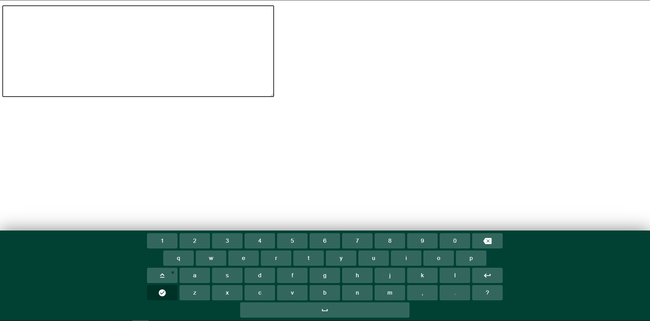 1 2 3 4 5 6 7 8 9 0
q w e r t y u i o p
a s d f g h j k l
z x c v b n m , . ?